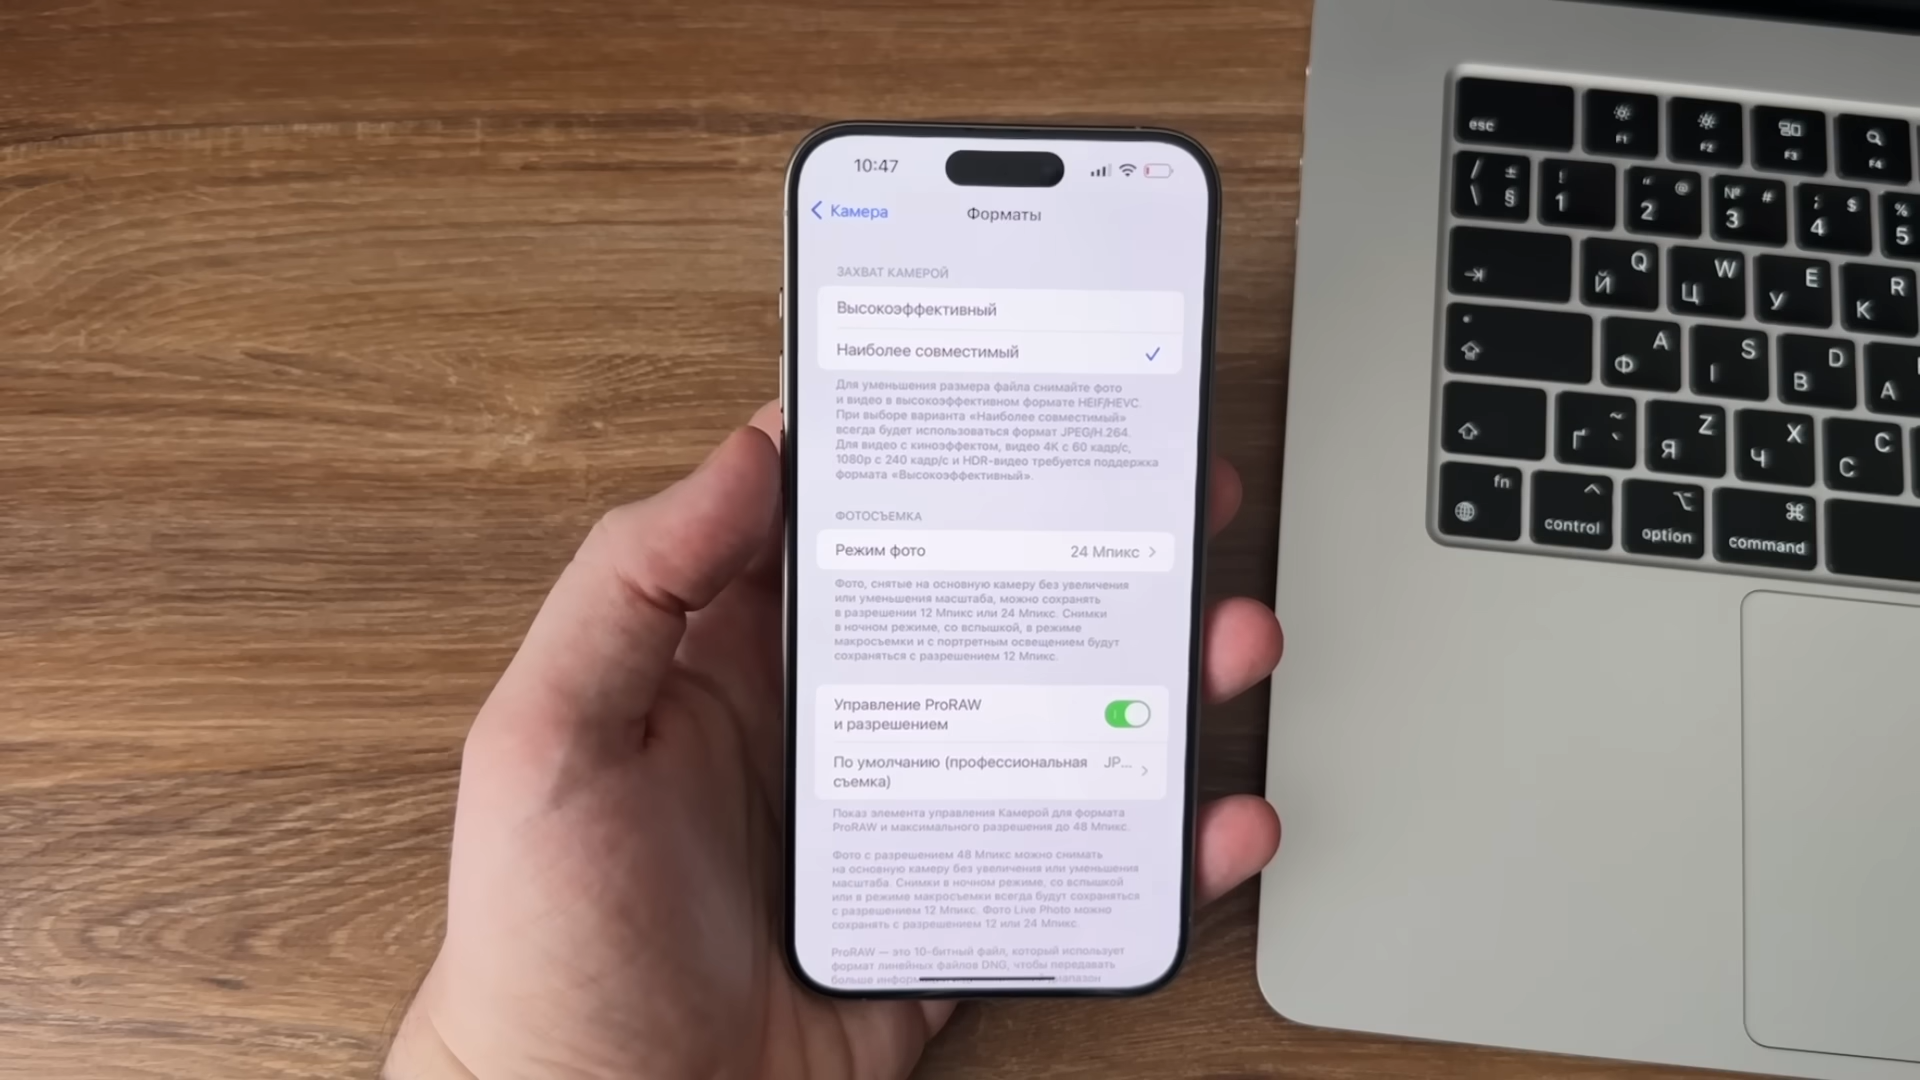 10:47
Камера
Форматы
ЗАХВАТ КАМЕРОЙ
Высокоэффективный
Наиболее совместимый
Для уменьшения размера файла снимайте фото
и видео в высокоэффективном формате HEIF/HEVC.
При выборе варианта «Наиболее совместимый»
всегда будет использоваться формат JPEG/H.264.
Для видео с киноэффектом, видео 4K с 60 кадр/с,
1080p с 240 кадр/с и HDR-видео требуется поддержка
формата «Высокоэффективный».
ФОТОСЪЕМКА
Режим фото 24 Мпикс
Фото, снятые на основную камеру без увеличения
или уменьшения масштаба, можно сохранять
в разрешении 12 Мпикс или 24 Мпикс. Снимки
в ночном режиме, со вспышкой, в режиме
макросъемки и с портретным освещением будут
сохраняться с разрешением 12 Мпикс.
Управление ProRAW
и разрешением
По умолчанию (профессиональная JP...
съемка)
Показ элемента управления Камерой для формата
ProRAW и максимального разрешения до 48 Мпикс.
Фото с разрешением 48 Мпикс можно снимать
на основную камеру без увеличения или уменьшения
масштаба. Снимки в ночном режиме, со вспышкой
или в режиме макросъемки всегда будут сохраняться
с разрешением 12 Мпикс. Фото Live Photo можно
сохранять с разрешением 12 или 24 Мпикс.
ProRAW — это 10-битный файл, который использует
формат линейных файлов DNG, чтобы передавать
больше
esc F1 F2 F3 F4
/ \ ± § ! 1 " @ 2 № # 3 ; $ 4 % 5
Q Й W Ц E У R К
A Ф S І D В А
~ ґ ` Z Я X Ч C С
fn control option command